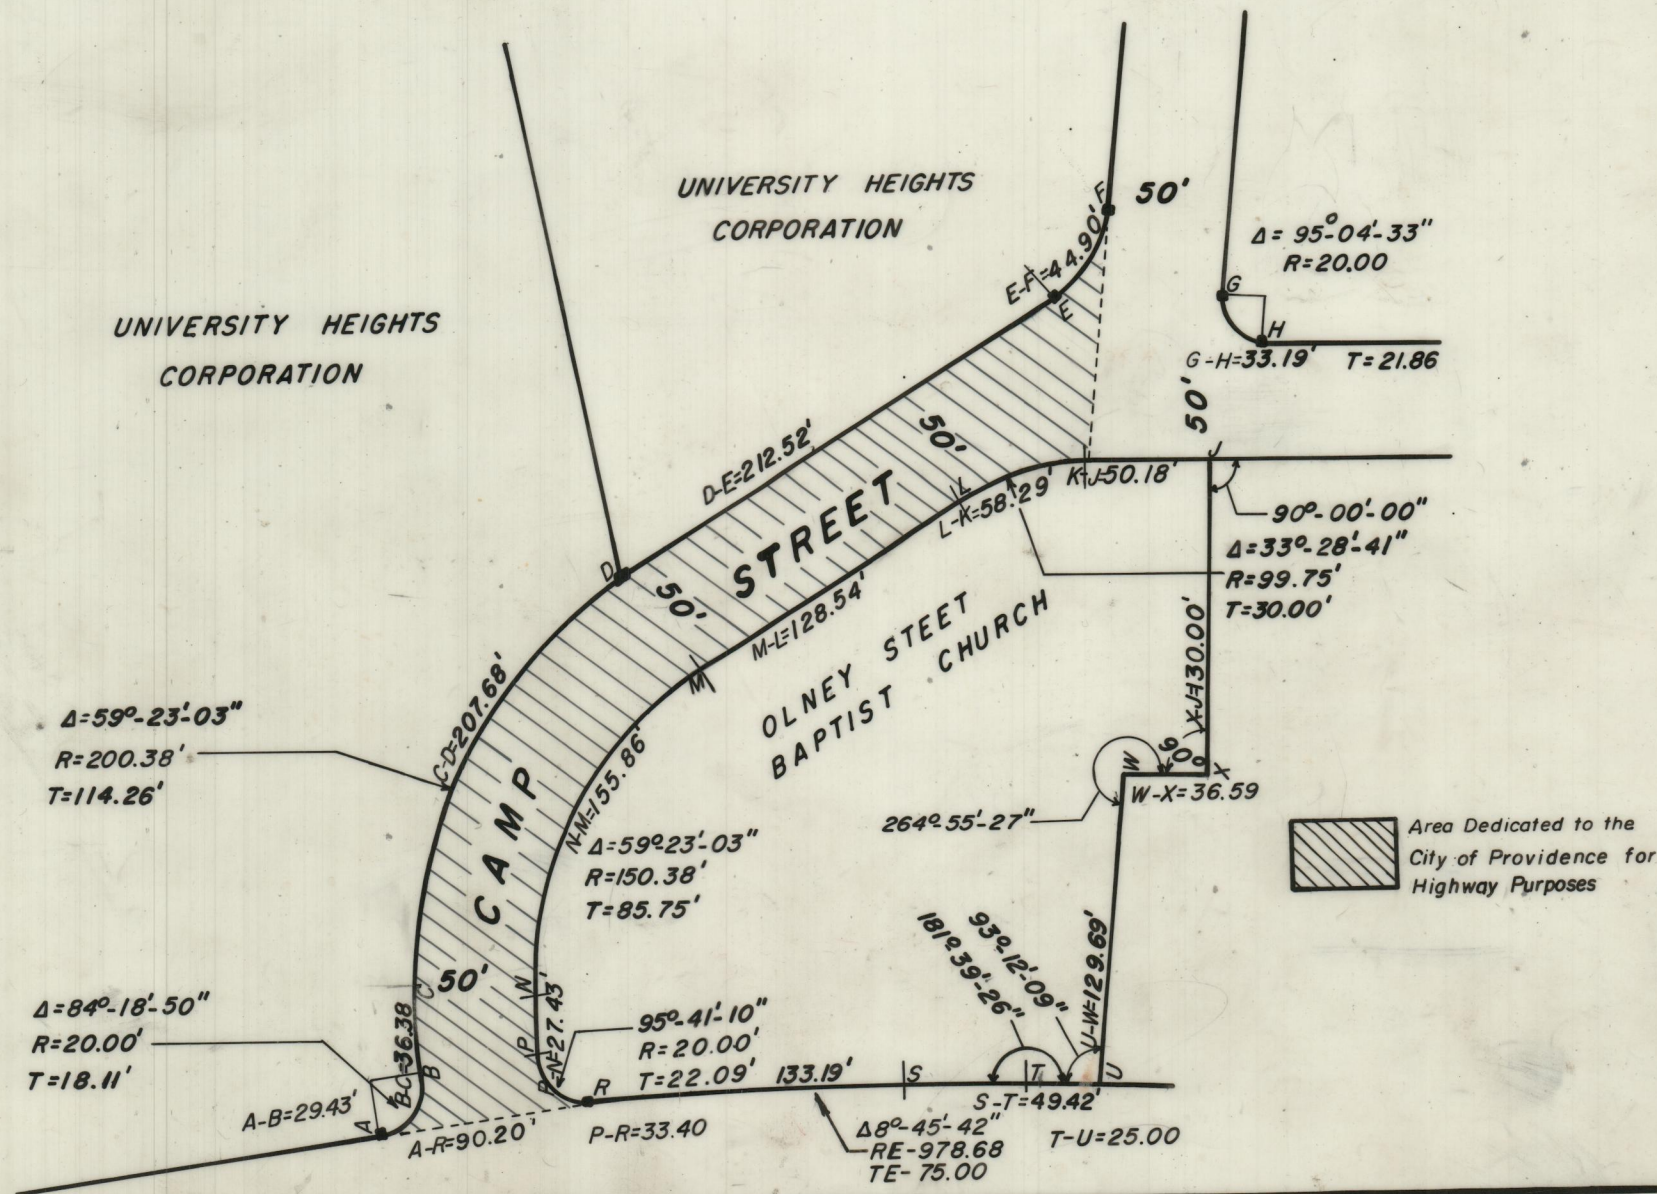 UNIVERSITY HEIGHTS
CORPORATION
50'
F
E-F=44.90'
E
Δ= 95°-04'-33"
R=20.00
G
H
G-H=33.19' T=21.86
UNIVERSITY HEIGHTS
CORPORATION
50'
50'
D-E=212.52'
J
K-J=50.18'
L
L-K=58.29'
90°-00'-00"
Δ=33°-28'-41"
R=99.75'
T=30.00'
D
50'
CAMP STREET
M-L=128.54'
M
OLNEY STEET
BAPTIST CHURCH
X-J=130.00'
C-D=207.68'
Δ=59°-23'-03"
R=200.38'
T=114.26'
N-M=155.86'
Δ=59°-23'-03"
R=150.38'
T=85.75'
90°
W
X
W-X=36.59
264°-55'-27"
Area Dedicated to the
City of Providence for
Highway Purposes
93°-12'-09"
181°-39'-26"
U-W=129.69'
50'
C
N
P
P-N=27.43'
Δ=84°-18'-50"
R=20.00'
T=18.11'
B-C=36.38
B
A
A-B=29.43'
A-R=90.20'
95°-41'-10"
R=20.00'
T=22.09'
R
133.19'
S
T
U
S-T=49.42'
P-R=33.40
Δ8°-45'-42"
RE-978.68
TE-75.00
T-U=25.00